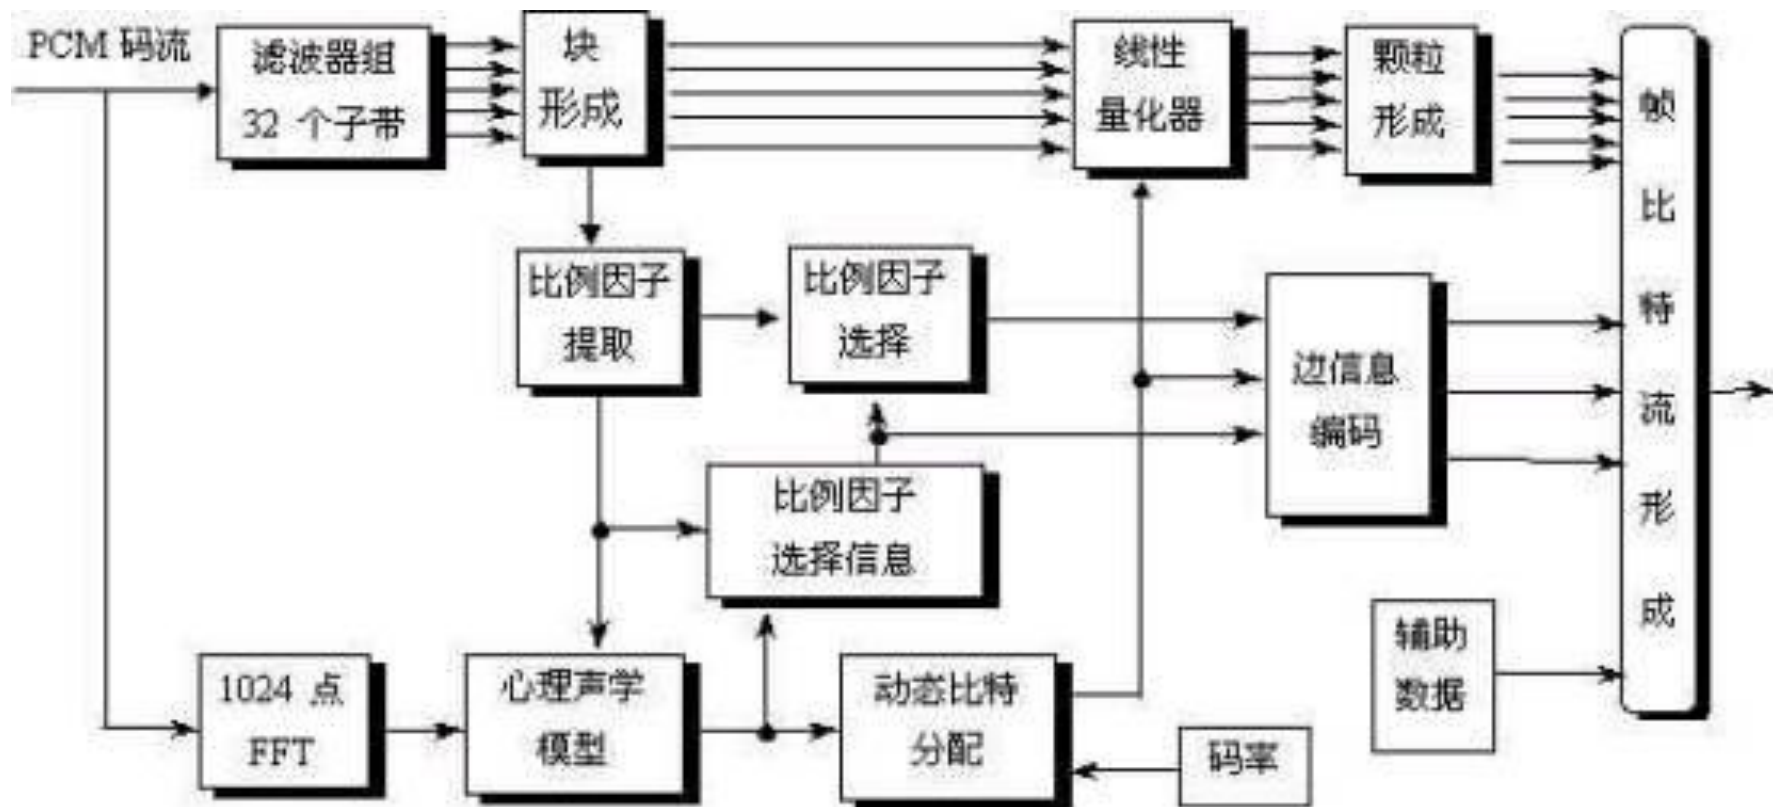 PCM 码流
滤波器组
32 个子带
块
形成
线性
量化器
颗粒
形成
帧
比
特
流
形
成
比例因子
提取
比例因子
选择
边信息
编码
比例因子
选择信息
辅助
数据
1024 点
FFT
心理声学
模型
动态比特
分配
码率